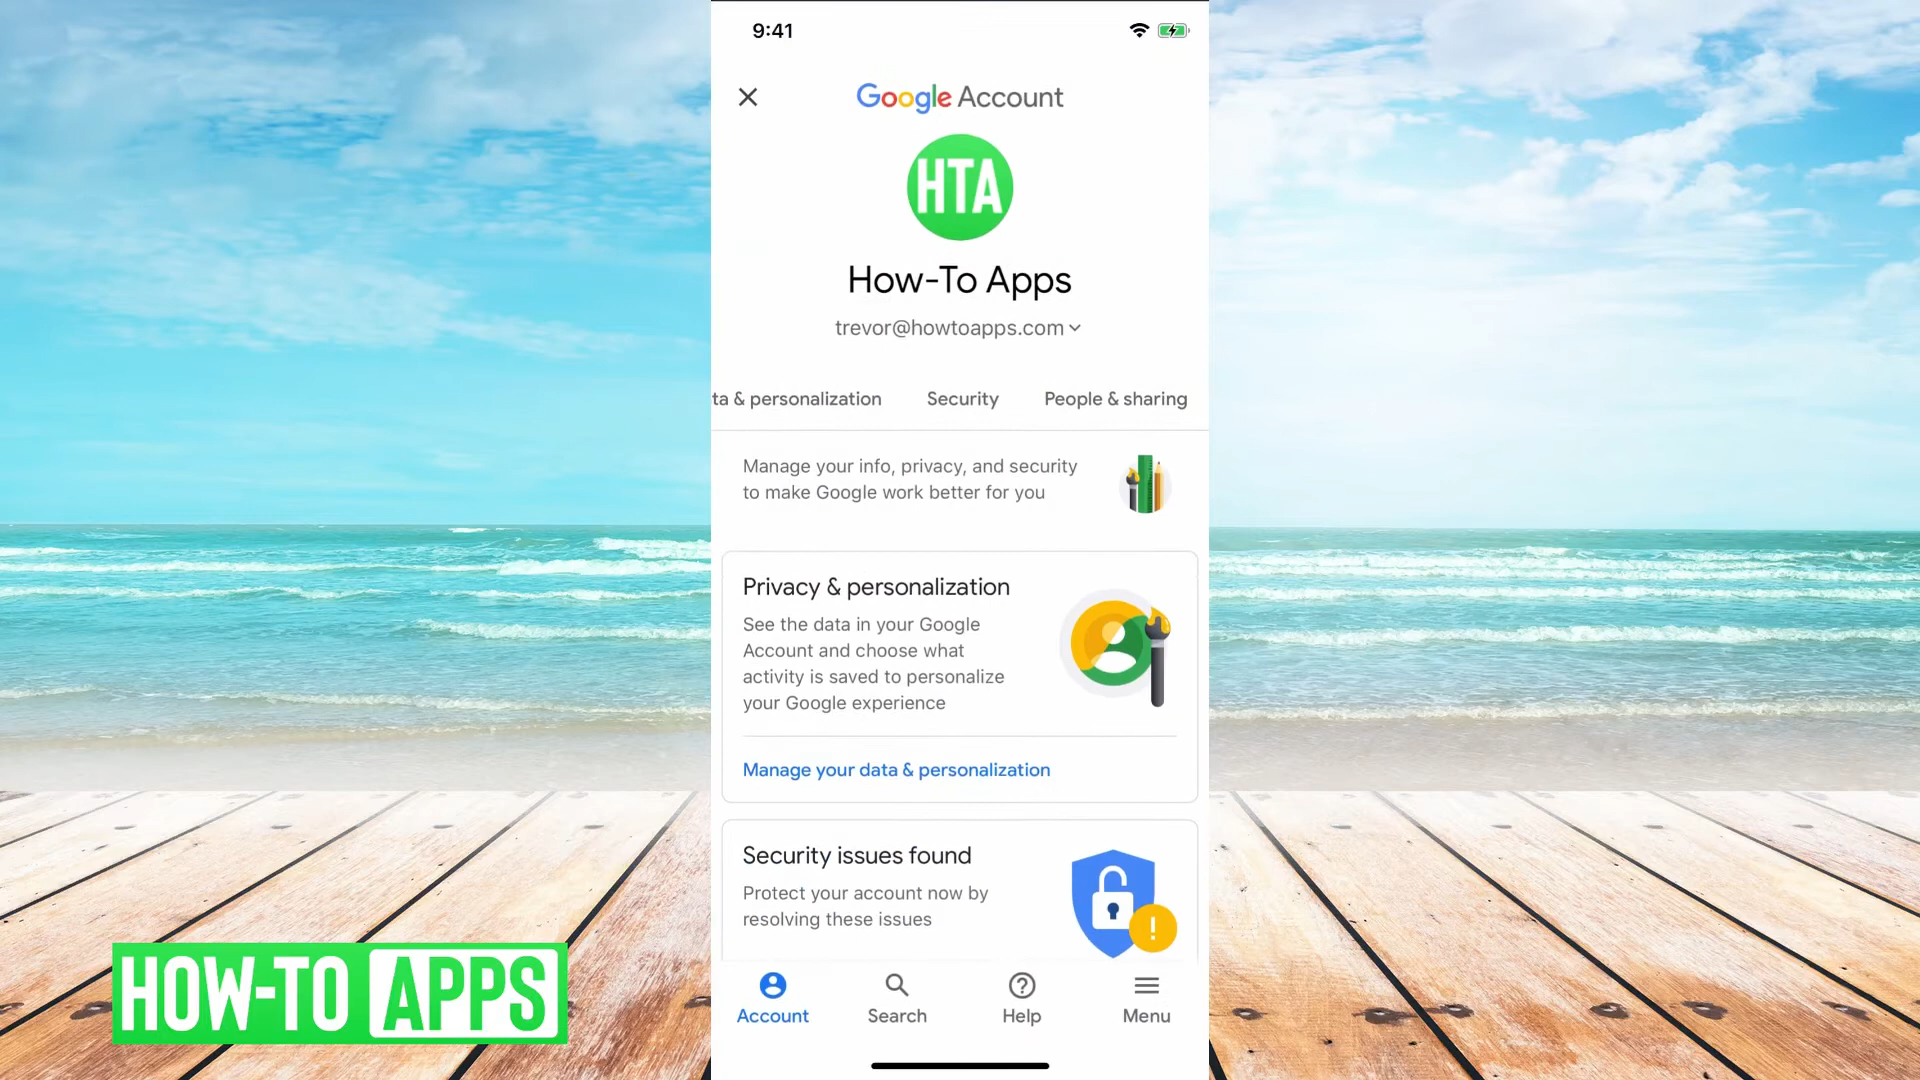 9:41
Google Account
HTA
How-To Apps
trevor@howtoapps.com
ta & personalization Security People & sharing
Manage your info, privacy, and security
to make Google work better for you
Privacy & personalization
See the data in your Google
Account and choose what
activity is saved to personalize
your Google experience
Manage your data & personalization
Security issues found
Protect your account now by
resolving these issues
Account Search Help Menu
HOW-TO APPS